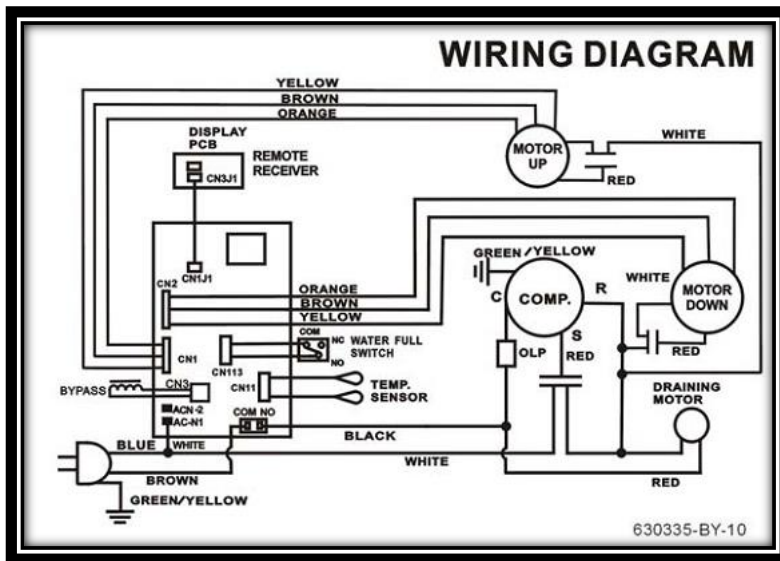 WIRING DIAGRAM
YELLOW
BROWN
ORANGE
DISPLAY
PCB
REMOTE
RECEIVER
CN3J1
MOTOR
UP
WHITE
RED
CN1J1
CN2
GREEN/YELLOW
C
COMP.
R
S
WHITE
MOTOR
DOWN
RED
ORANGE
BROWN
YELLOW
COM
NC
NO
WATER FULL
SWITCH
OLP
RED
CN1
CN113
BYPASS
CN3
CN11
TEMP.
SENSOR
DRAINING
MOTOR
ACN-2
AC-N1
COM NO
BLACK
BLUE
WHITE
WHITE
BROWN
RED
GREEN/YELLOW
630335-BY-10